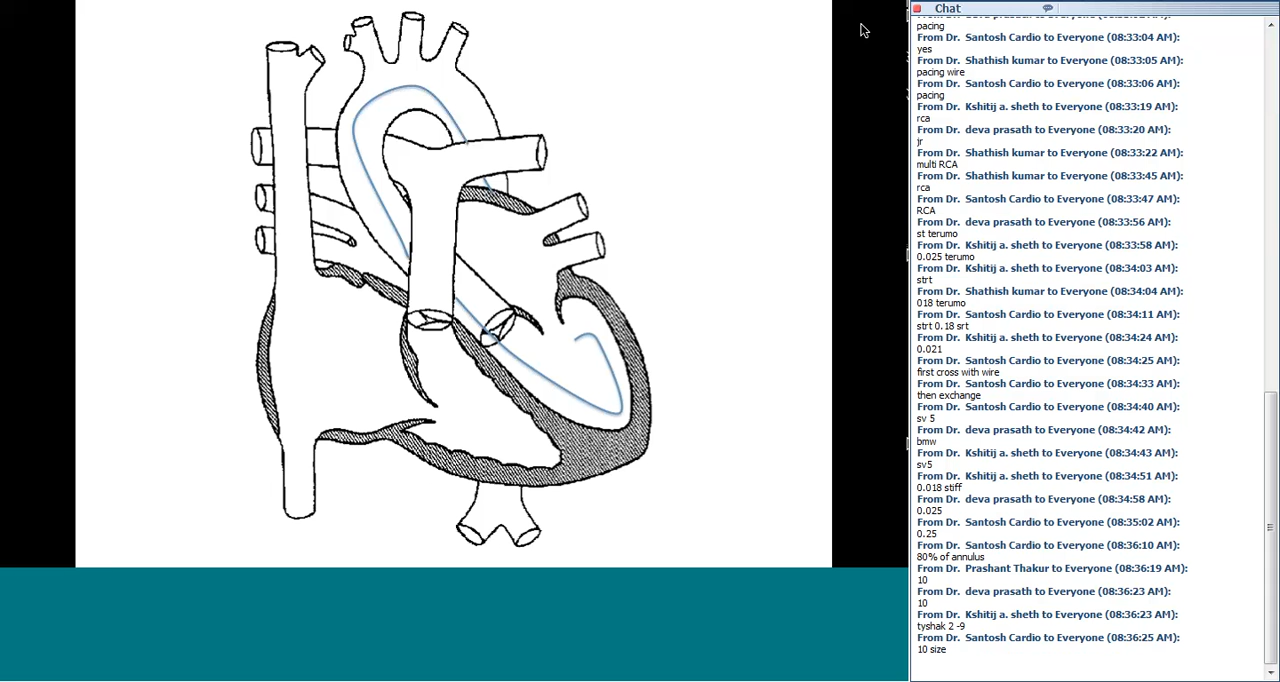 Chat
pacing
From Dr. Santosh Cardio to Everyone (08:33:04 AM):
yes
From Dr. Shathish kumar to Everyone (08:33:05 AM):
pacing wire
From Dr. Santosh Cardio to Everyone (08:33:06 AM):
pacing
From Dr. Kshitij a. sheth to Everyone (08:33:19 AM):
rca
From Dr. deva prasath to Everyone (08:33:20 AM):
jr
From Dr. Shathish kumar to Everyone (08:33:22 AM):
multi RCA
From Dr. Shathish kumar to Everyone (08:33:45 AM):
rca
From Dr. Santosh Cardio to Everyone (08:33:47 AM):
RCA
From Dr. deva prasath to Everyone (08:33:56 AM):
st terumo
From Dr. Kshitij a. sheth to Everyone (08:33:58 AM):
0.025 terumo
From Dr. Kshitij a. sheth to Everyone (08:34:03 AM):
strt
From Dr. Shathish kumar to Everyone (08:34:04 AM):
018 terumo
From Dr. Santosh Cardio to Everyone (08:34:11 AM):
strt 0.18 srt
From Dr. Kshitij a. sheth to Everyone (08:34:24 AM):
0.021
From Dr. Santosh Cardio to Everyone (08:34:25 AM):
first cross with wire
From Dr. Santosh Cardio to Everyone (08:34:33 AM):
then exchange
From Dr. Santosh Cardio to Everyone (08:34:40 AM):
sv 5
From Dr. deva prasath to Everyone (08:34:42 AM):
bmw
From Dr. Kshitij a. sheth to Everyone (08:34:43 AM):
sv5
From Dr. Kshitij a. sheth to Everyone (08:34:51 AM):
0.018 stiff
From Dr. deva prasath to Everyone (08:34:58 AM):
0.025
From Dr. Santosh Cardio to Everyone (08:35:02 AM):
0.25
From Dr. Santosh Cardio to Everyone (08:36:10 AM):
80% of annulus
From Dr. Prashant Thakur to Everyone (08:36:19 AM):
10
From Dr. deva prasath to Everyone (08:36:23 AM):
10
From Dr. Kshitij a. sheth to Everyone (08:36:23 AM):
tyshak 2 -9
From Dr. Santosh Cardio to Everyone (08:36:25 AM):
10 size